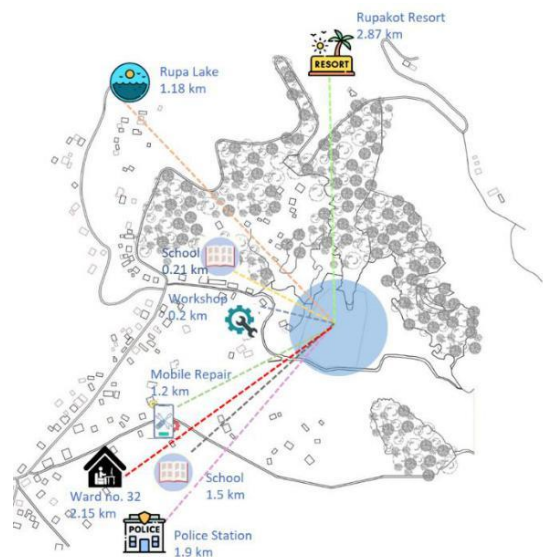 Rupakot Resort
2.87 km
RESORT
Rupa Lake
1.18 km
School
0.21 km
Workshop
0.2 km
Mobile Repair
1.2 km
School
1.5 km
Ward no. 32
2.15 km
POLICE
Police Station
1.9 km